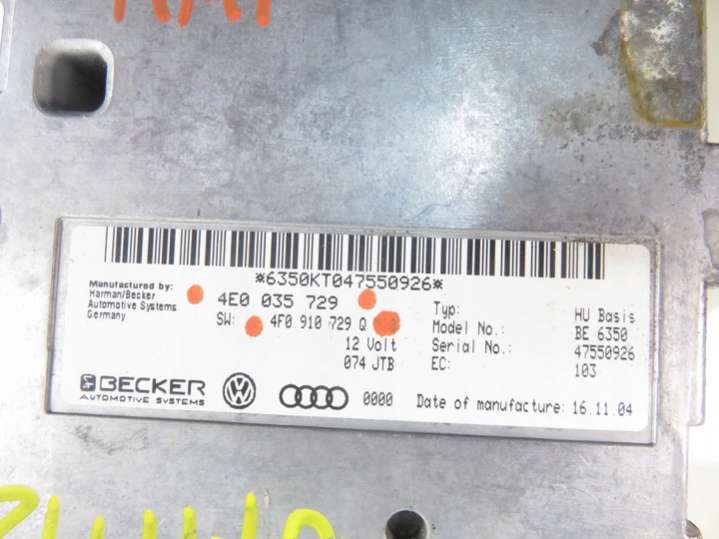 *6350KT047550926*
Manufactured by:
Harman/Becker
Automotive Systems
Germany
4E0 035 729
SW: 4F0 910 729 Q
12 Volt
074 JTB
Typ: HU Basis
Model No.: BE 6350
Serial No.: 47550926
EC: 103
BECKER
AUTOMOTIVE SYSTEMS
0000
Date of manufacture: 16.11.04